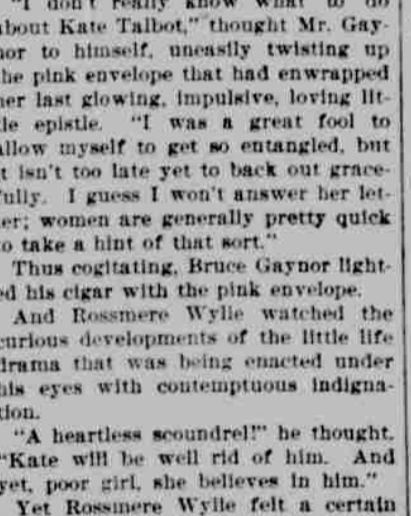 "I don't really know what to do
about Kate Talbot," thought Mr. Gay-
nor to himself, uneasily twisting up
the pink envelope that had enwrapped
her last glowing, impulsive, loving lit-
tle epistle. "I was a great fool to
allow myself to get so entangled, but
it isn't too late yet to back out grace-
fully. I guess I won't answer her let-
ter; women are generally pretty quick
to take a hint of that sort."
Thus cogitating, Bruce Gaynor light-
ed his cigar with the pink envelope.
And Rossmere Wylie watched the
curious developments of the little life
drama that was being enacted under
his eyes with contemptuous indigna-
tion.
"A heartless scoundrel!" he thought.
"Kate will be well rid of him. And
yet, poor girl, she believes in him."
Yet Rossmere Wylie felt a certain